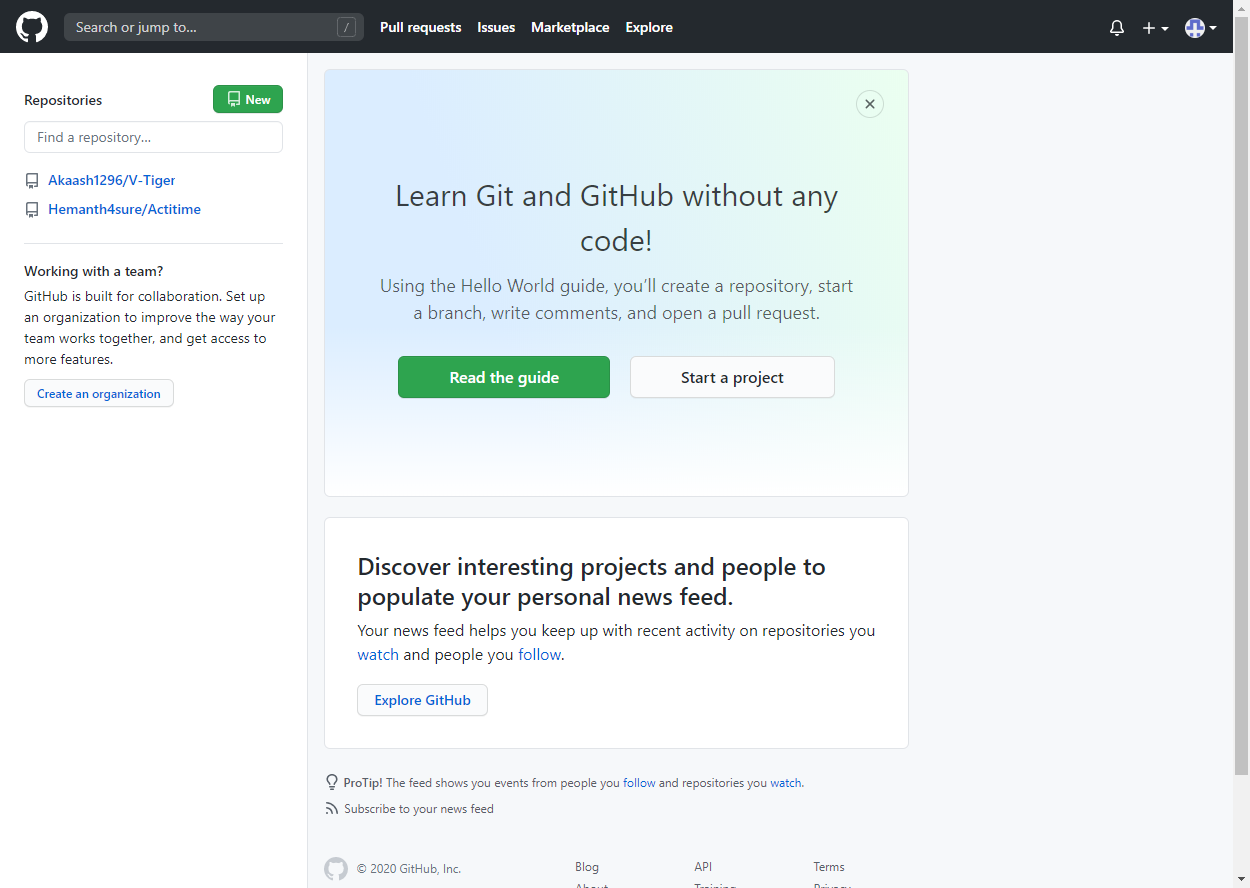 Search or jump to... /
Pull requests
Issues
Marketplace
Explore
Repositories
New
Find a repository...
Akaash1296/V-Tiger
Hemanth4sure/Actitime
Working with a team?
GitHub is built for collaboration. Set up
an organization to improve the way your
team works together, and get access to
more features.
Create an organization
Learn Git and GitHub without any
code!
Using the Hello World guide, you’ll create a repository, start
a branch, write comments, and open a pull request.
Read the guide
Start a project
Discover interesting projects and people to
populate your personal news feed.
Your news feed helps you keep up with recent activity on repositories you
watch and people you follow.
Explore GitHub
ProTip! The feed shows you events from people you follow and repositories you watch.
Subscribe to your news feed
© 2020 GitHub, Inc.
Blog
API
Terms
About
Training
Privacy